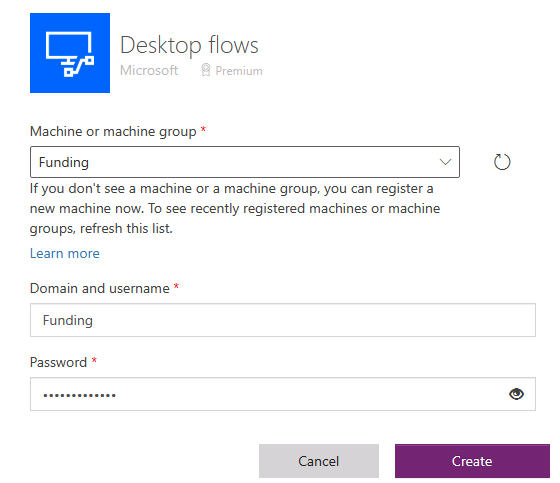 Desktop flows
Microsoft Premium
Machine or machine group *
Funding
If you don't see a machine or a machine group, you can register a
new machine now. To see recently registered machines or machine
groups, refresh this list.
Learn more
Domain and username *
Funding
Password *
•••••••••••••
Cancel Create